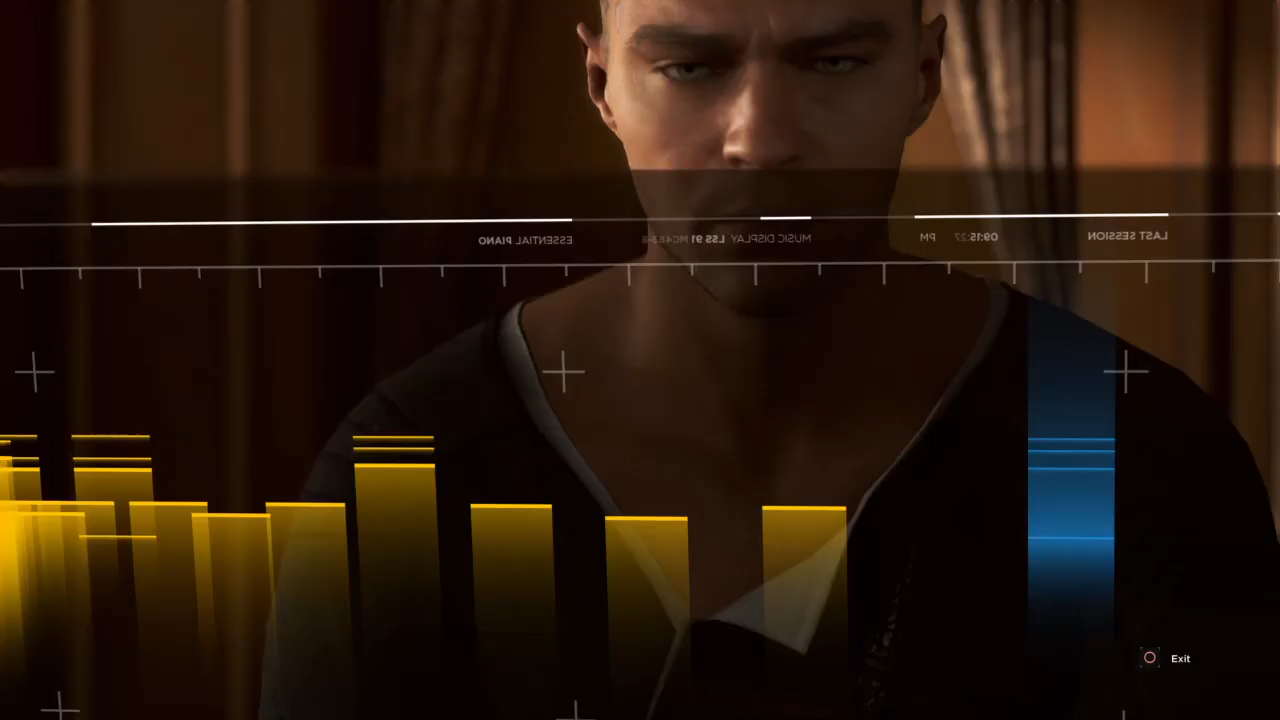 ESSENTIAL PIANO
MUSIC DISPLAY LSS 91
09:15:27 PM
LAST SESSION
Exit